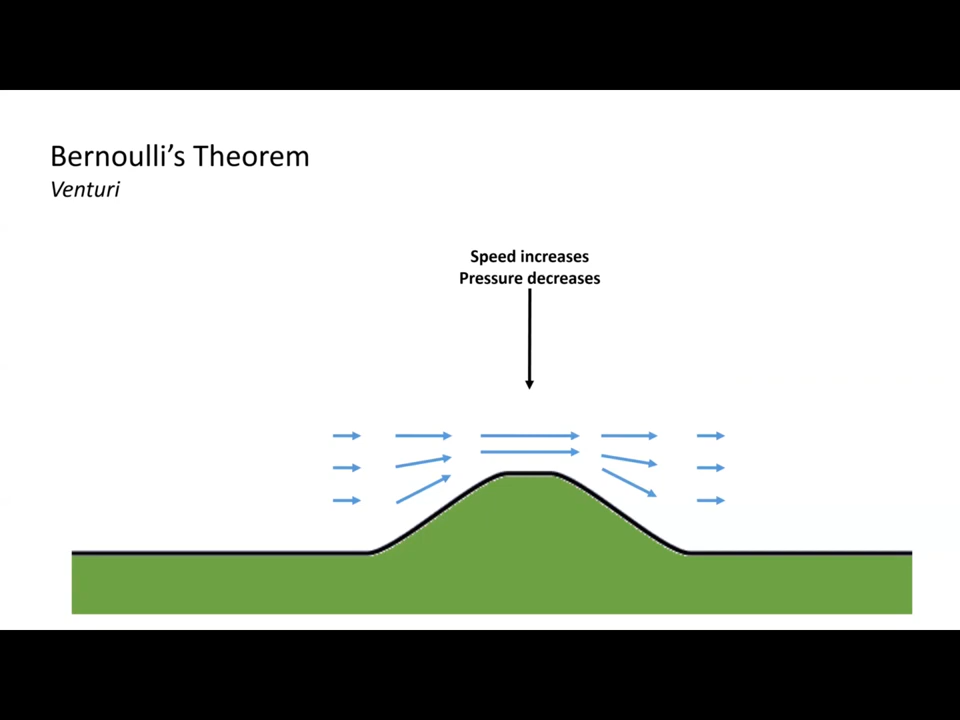 Bernoulli’s Theorem
Venturi
Speed increases
Pressure decreases